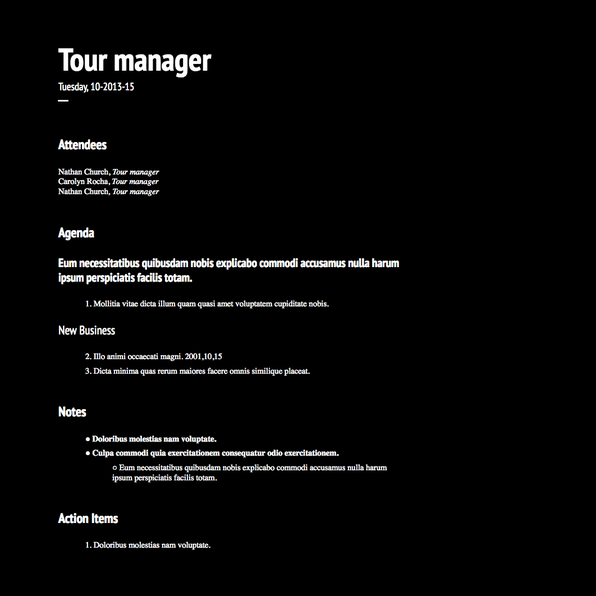 Tour manager
Tuesday, 10-2013-15
Attendees
Nathan Church, Tour manager
Carolyn Rocha, Tour manager
Nathan Church, Tour manager
Agenda
Eum necessitatibus quibusdam nobis explicabo commodi accusamus nulla harum
ipsum perspiciatis facilis totam.
1. Mollitia vitae dicta illum quam quasi amet voluptatem cupiditate nobis.
New Business
2. Illo animi occaecati magni. 2001,10,15
3. Dicta minima quas rerum maiores facere omnis similique placeat.
Notes
● Doloribus molestias nam voluptate.
● Culpa commodi quia exercitationem consequatur odio exercitationem.
○ Eum necessitatibus quibusdam nobis explicabo commodi accusamus nulla harum
ipsum perspiciatis facilis totam.
Action Items
1. Doloribus molestias nam voluptate.